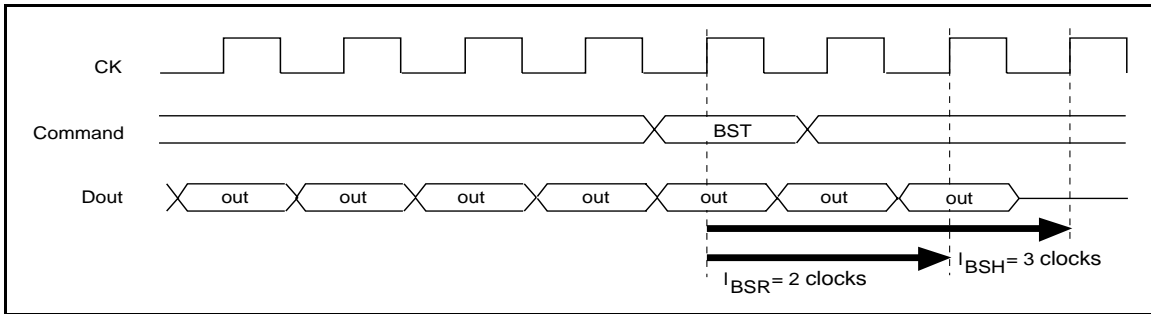 CK
Command
BST
Dout
out out out out out out out
lBSH= 3 clocks
lBSR= 2 clocks